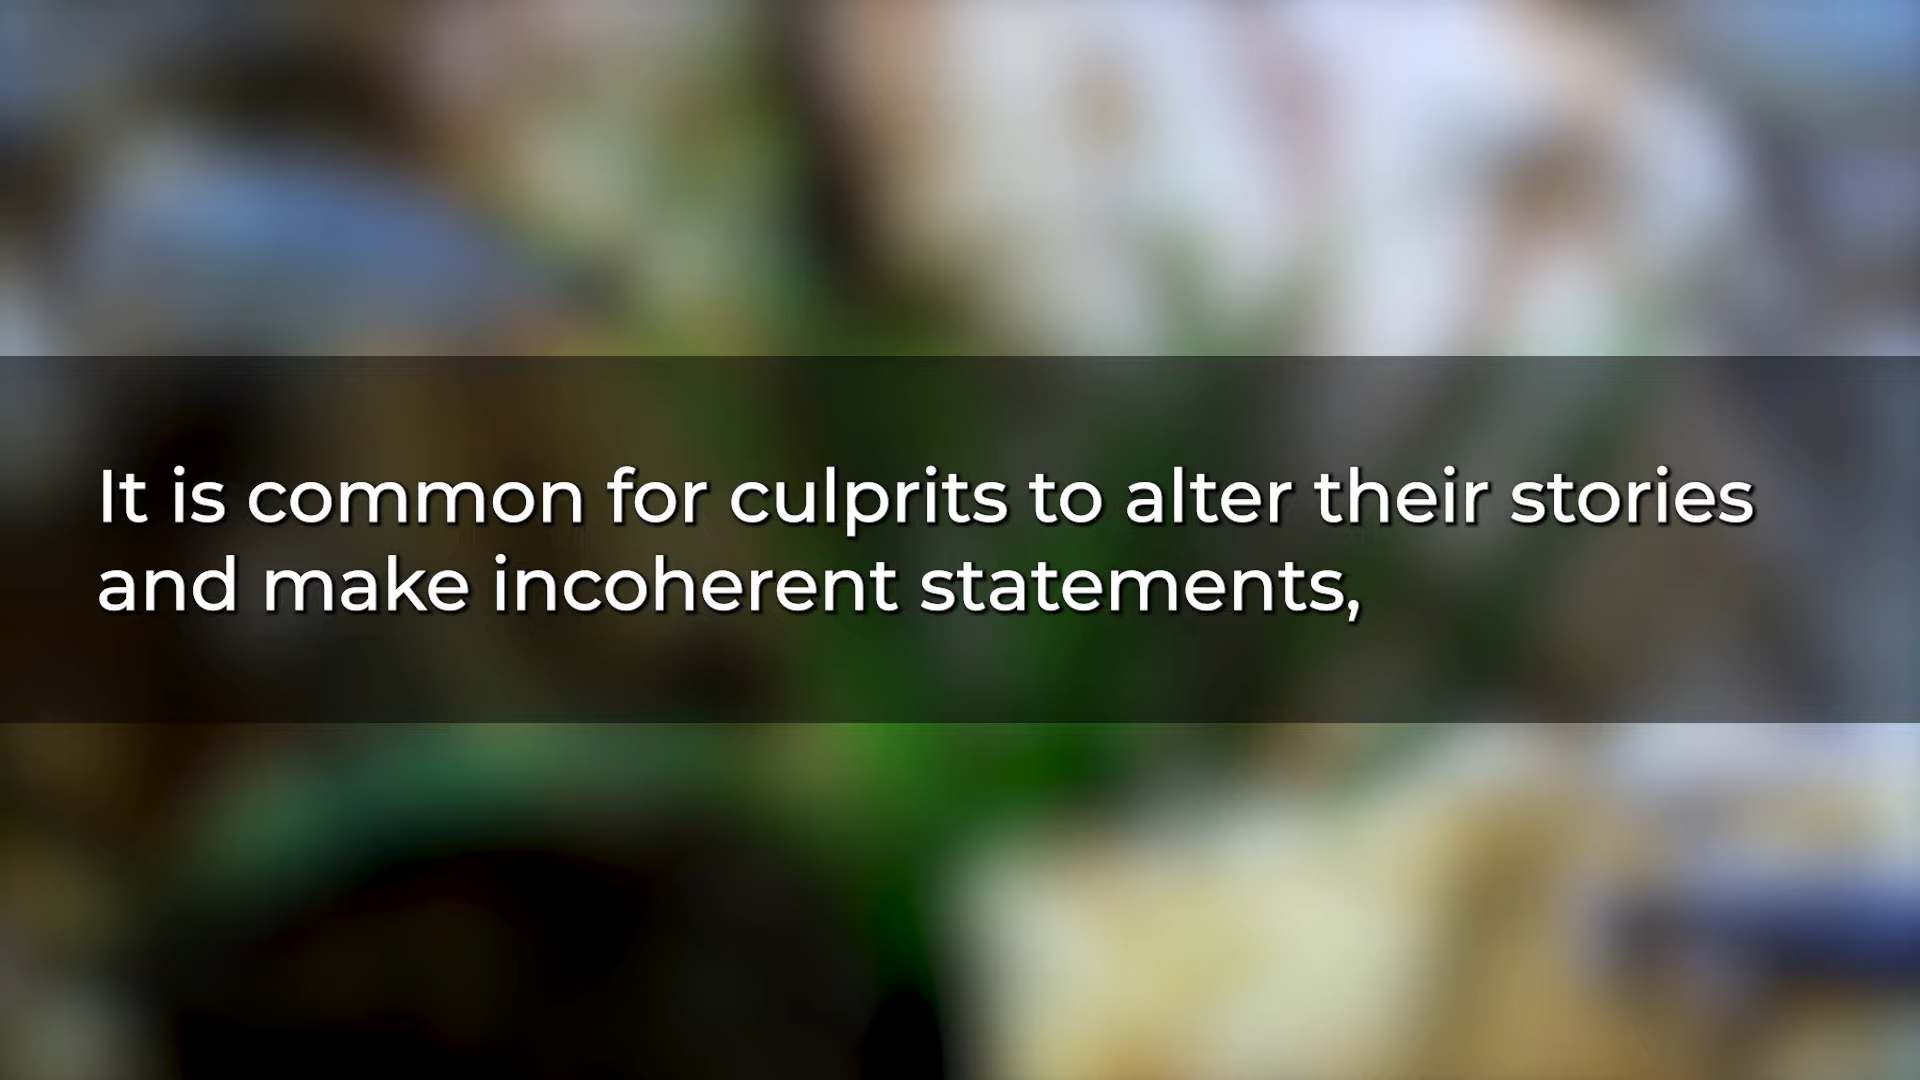 It is common for culprits to alter their stories
and make incoherent statements,